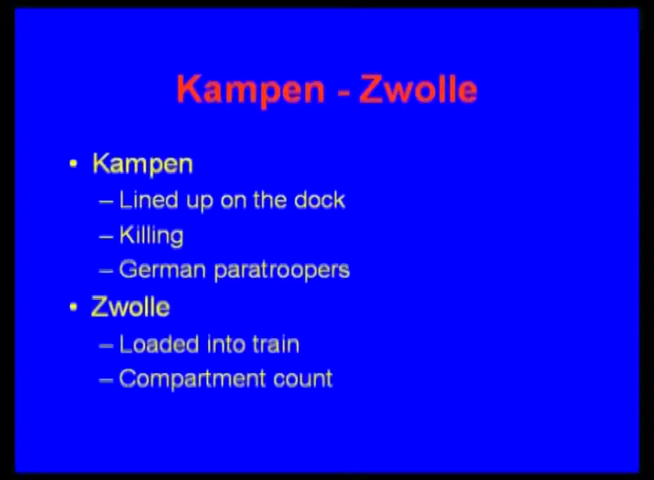 Kampen - Zwolle
• Kampen
– Lined up on the dock
– Killing
– German paratroopers
• Zwolle
– Loaded into train
– Compartment count